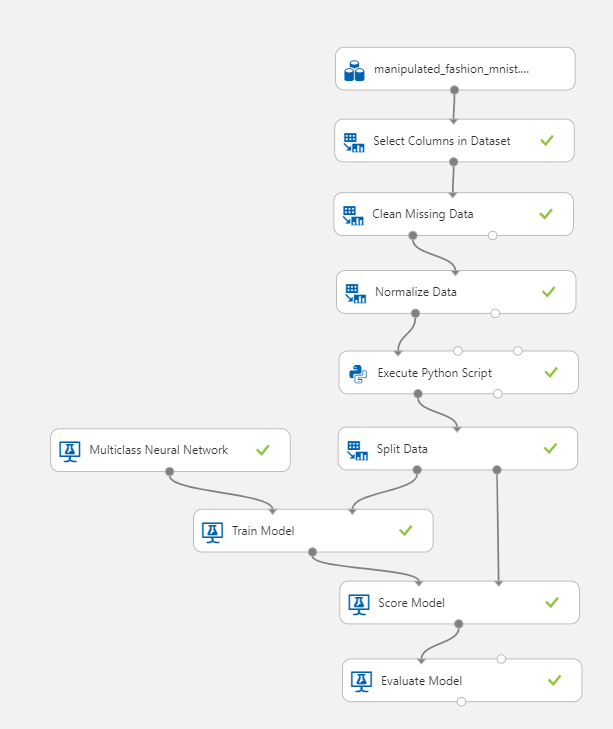 manipulated_fashion_mnist....
Select Columns in Dataset
Clean Missing Data
Normalize Data
Execute Python Script
Multiclass Neural Network
Split Data
Train Model
Score Model
Evaluate Model